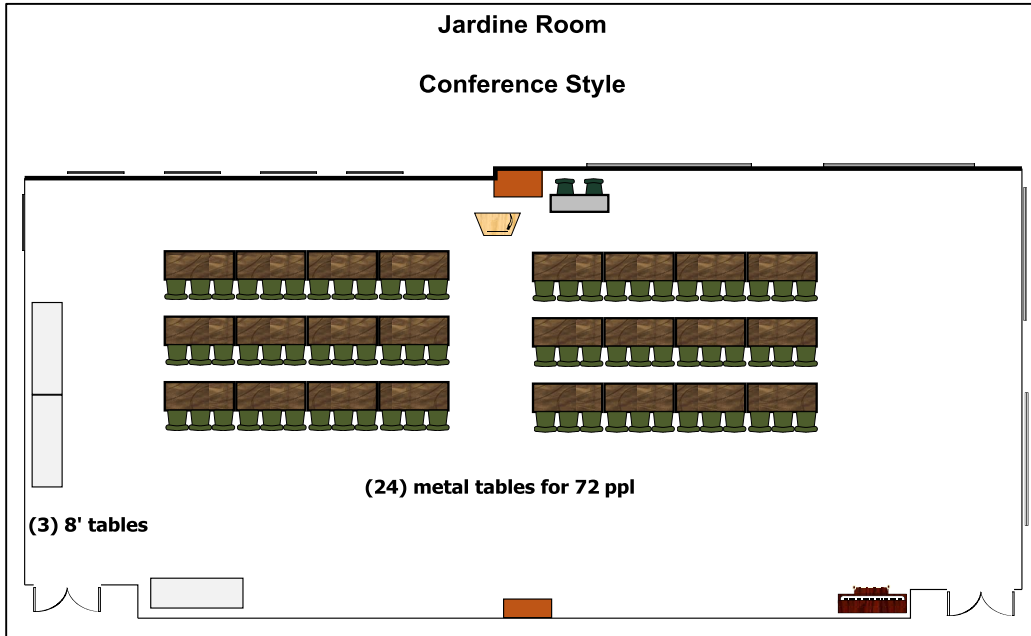 Jardine Room
Conference Style
(24) metal tables for 72 ppl
(3) 8' tables